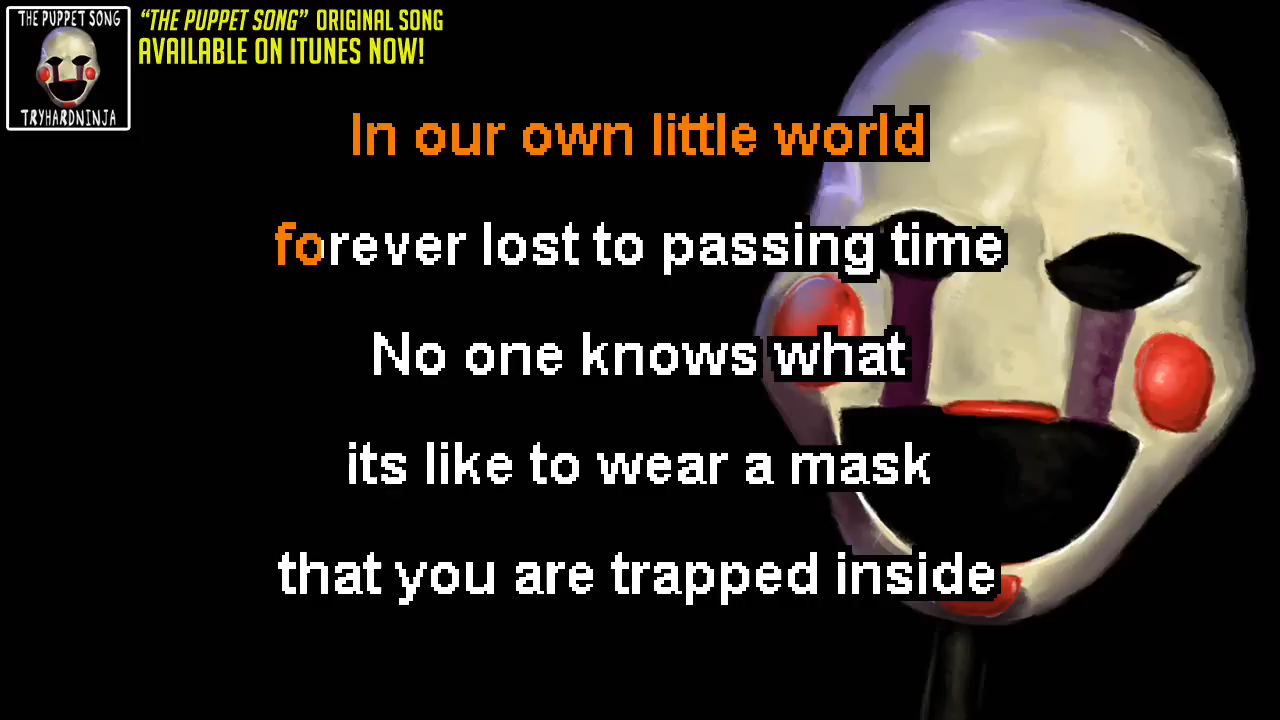 THE PUPPET SONG
TRYHARDNINJA
“THE PUPPET SONG” ORIGINAL SONG
AVAILABLE ON ITUNES NOW!
In our own little world
forever lost to passing time
No one knows what
its like to wear a mask
that you are trapped inside